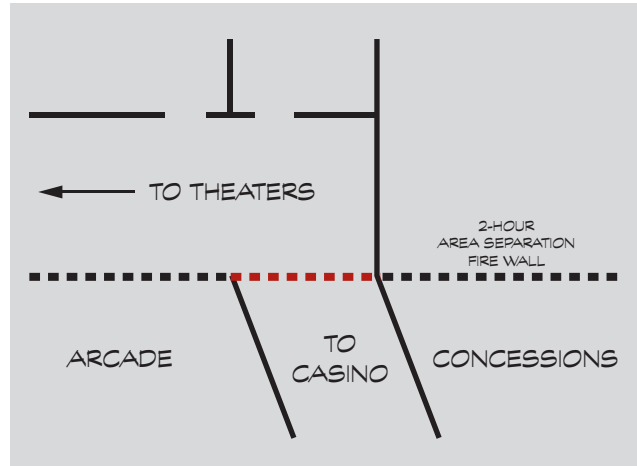 TO THEATERS
2-HOUR
AREA SEPARATION
FIRE WALL
ARCADE
TO
CASINO
CONCESSIONS